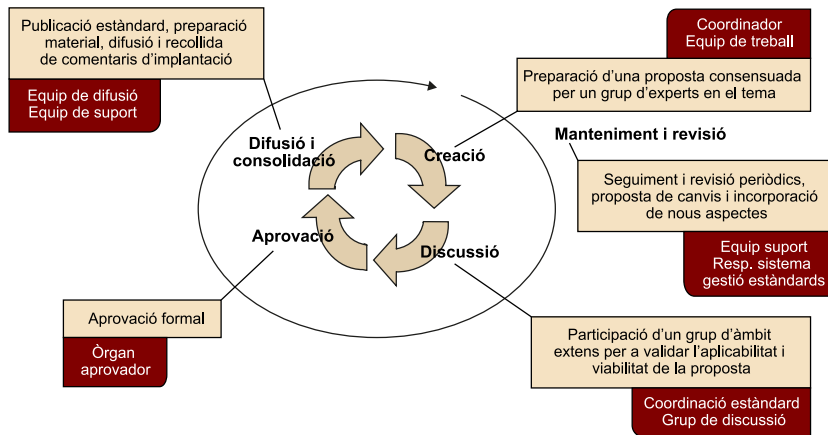 Publicació estàndard, preparació
material, difusió i recollida
de comentaris d'implantació
Equip de difusió
Equip de suport
Coordinador
Equip de treball
Preparació d'una proposta consensuada
per un grup d'experts en el tema
Difusió i
consolidació
Creació
Manteniment i revisió
Seguiment i revisió periòdics,
proposta de canvis i incorporació
de nous aspectes
Equip suport
Resp. sistema
gestió estàndards
Aprovació
Discussió
Aprovació formal
Òrgan
aprovador
Participació d'un grup d'àmbit
extens per a validar l'aplicabilitat i
viabilitat de la proposta
Coordinació estàndard
Grup de discussió